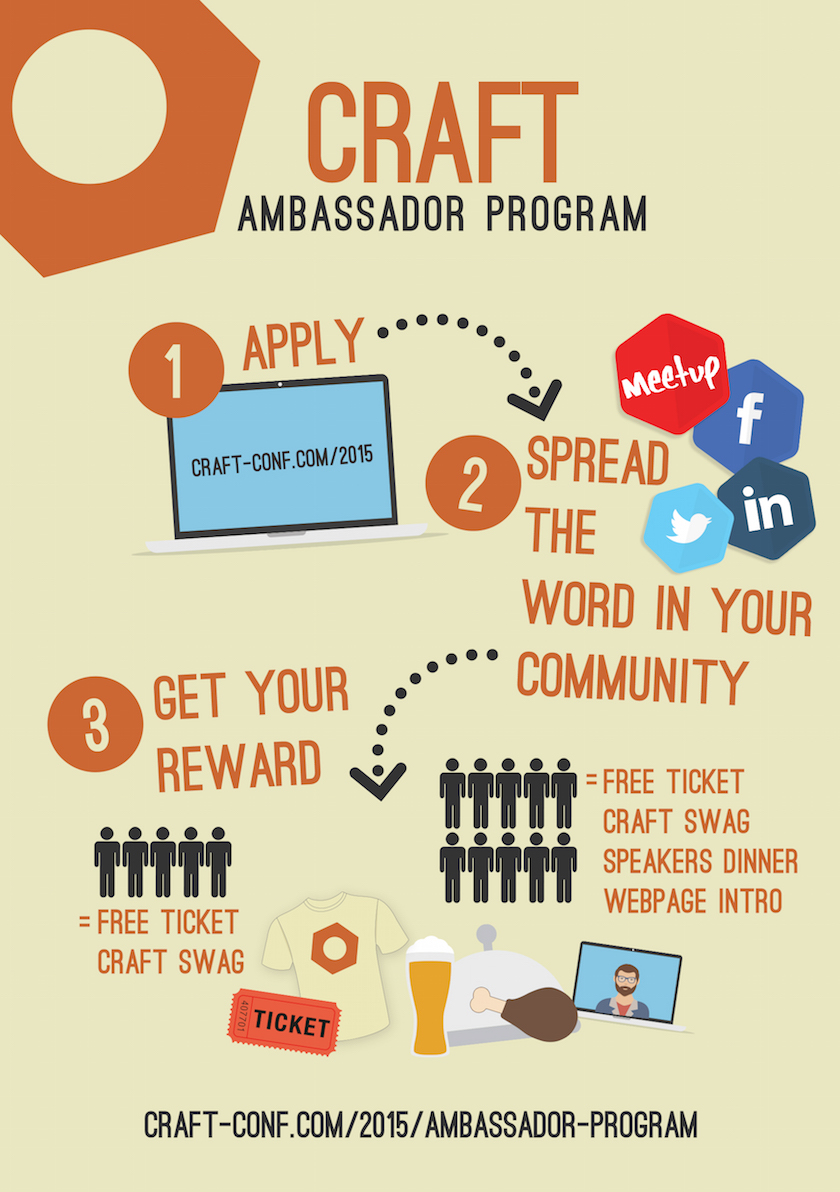 CRAFT
AMBASSADOR PROGRAM
1
APPLY
CRAFT-CONF.COM/2015
Meetup
f
in
2
SPREAD
THE
WORD IN YOUR
COMMUNITY
3
GET YOUR
REWARD
= FREE TICKET
CRAFT SWAG
SPEAKERS DINNER
WEBPAGE INTRO
= FREE TICKET
CRAFT SWAG
407701
TICKET
CRAFT-CONF.COM/2015/AMBASSADOR-PROGRAM